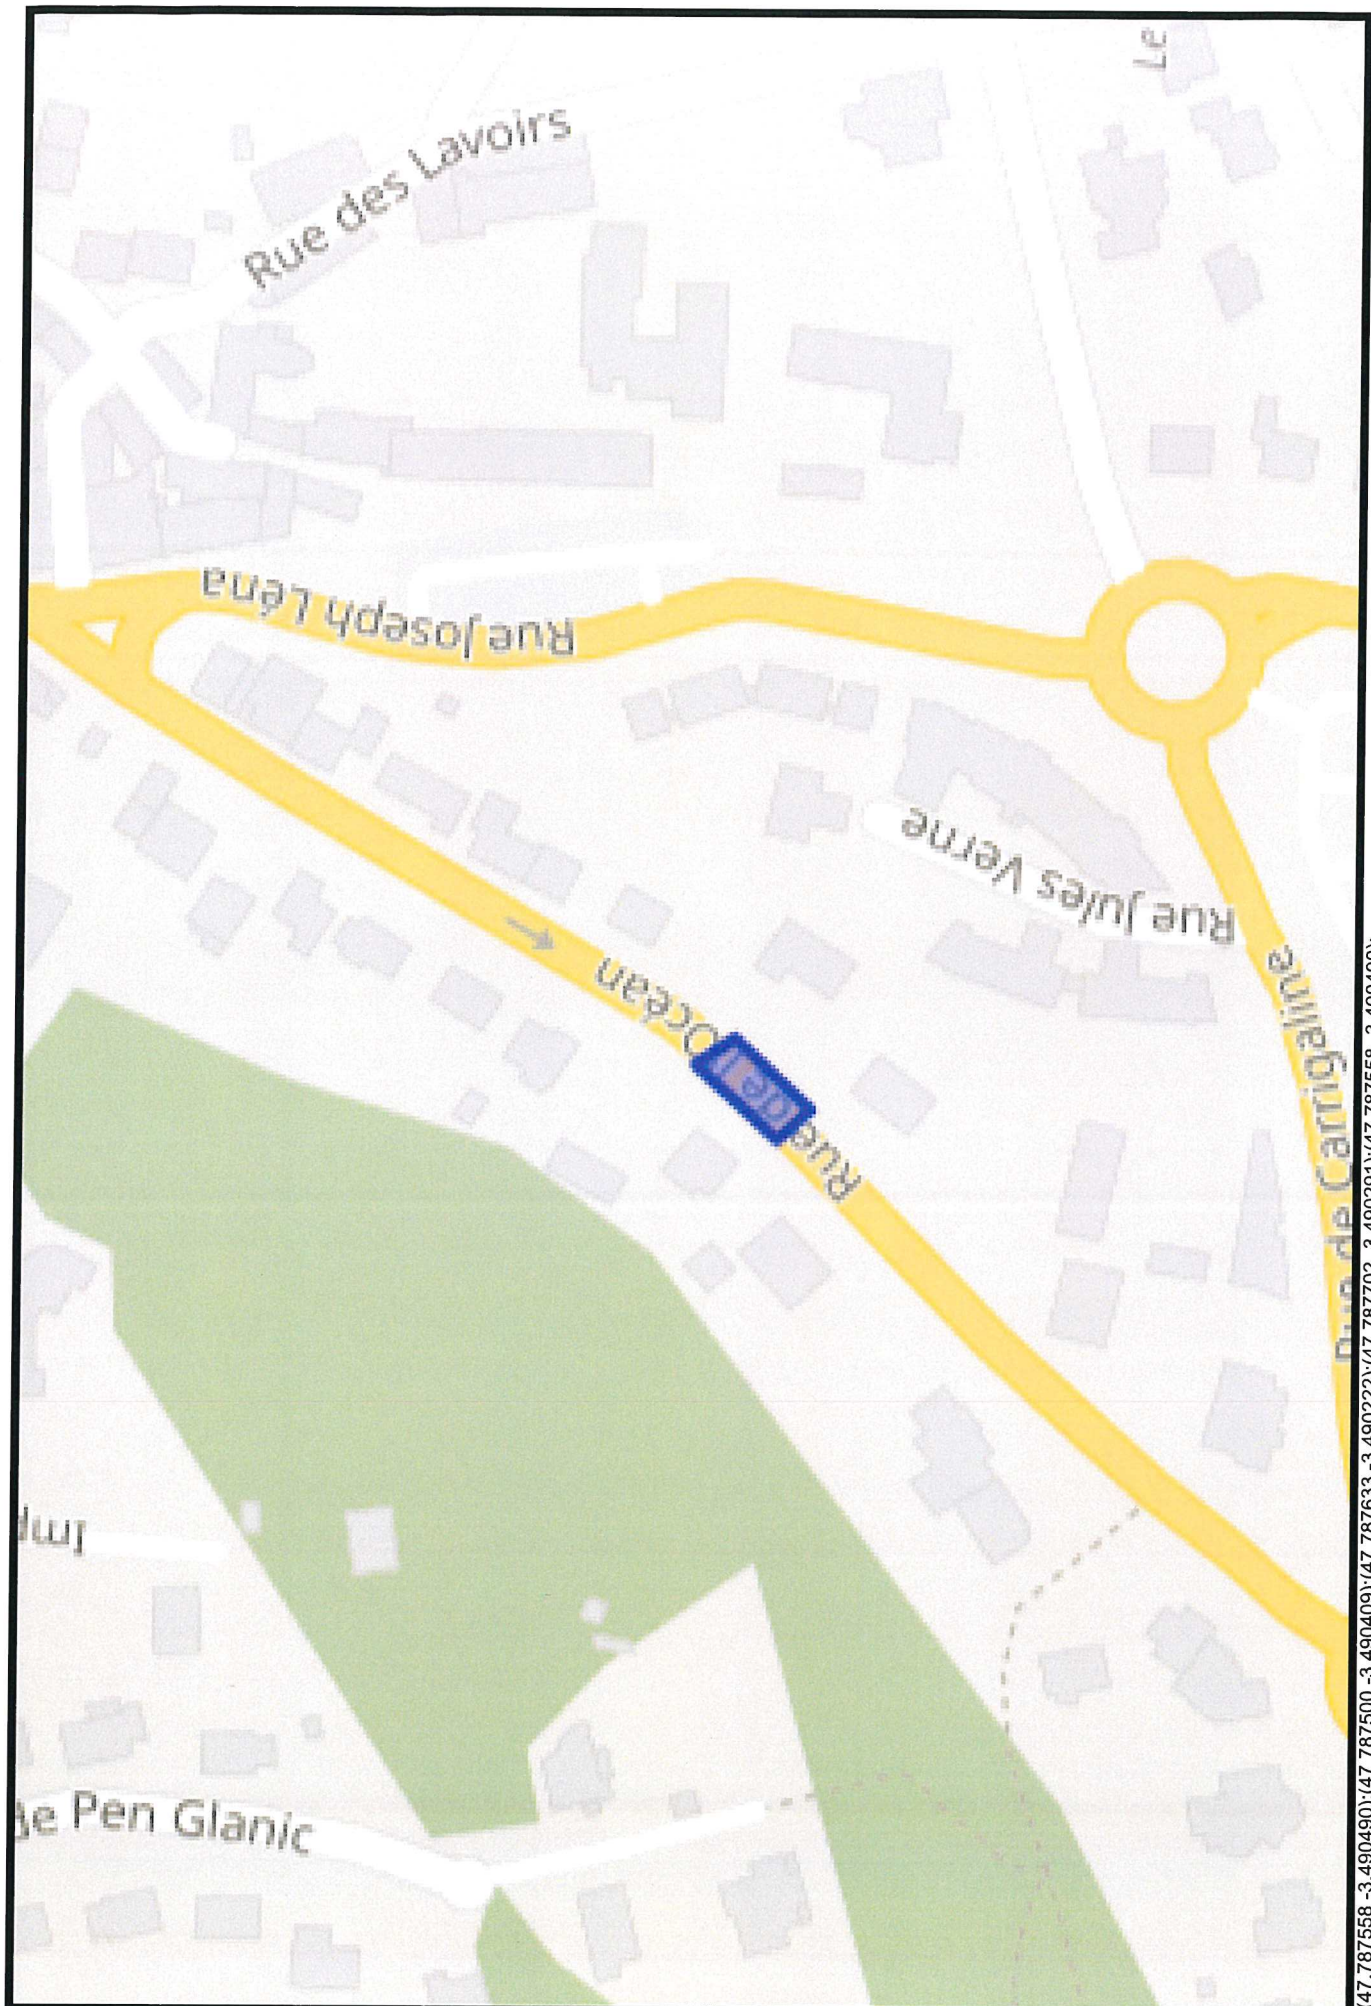 Le
Rue des Lavoirs
Rue Joseph Léna
Rue Jules Verne
Rue de l'Océan
Rue de Carrigaline
Imp
de Pen Glanic
(47.787558 -3.490490);(47.787500 -3.490409);(47.787633 -3.490222);(47.787702 -3.490291);(47.787558 -3.490490);